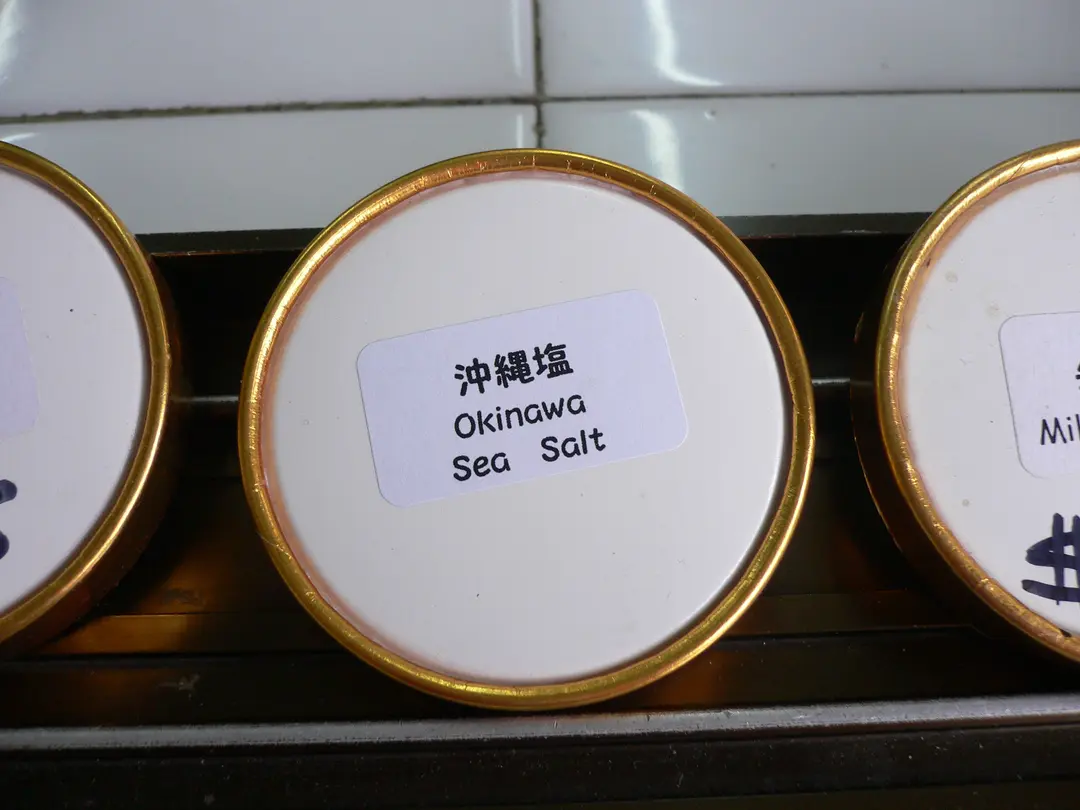 沖縄塩
Okinawa
Sea Salt
$